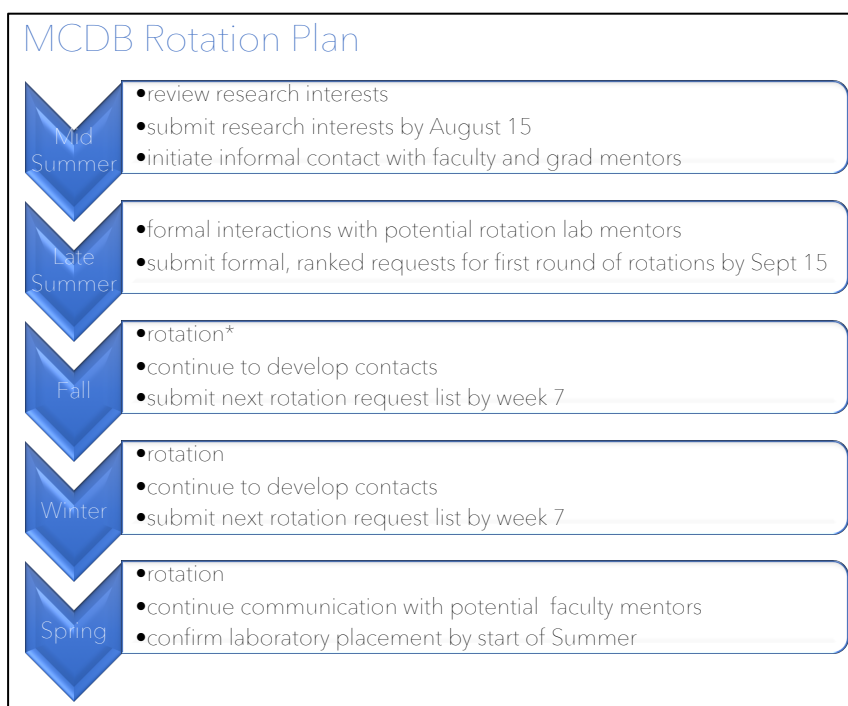 MCDB Rotation Plan
Mid
Summer
•review research interests
•submit research interests by August 15
•initiate informal contact with faculty and grad mentors
Late
Summer
•formal interactions with potential rotation lab mentors
•submit formal, ranked requests for first round of rotations by Sept 15
Fall
•rotation*
•continue to develop contacts
•submit next rotation request list by week 7
Winter
•rotation
•continue to develop contacts
•submit next rotation request list by week 7
Spring
•rotation
•continue communication with potential  faculty mentors
•confirm laboratory placement by start of Summer